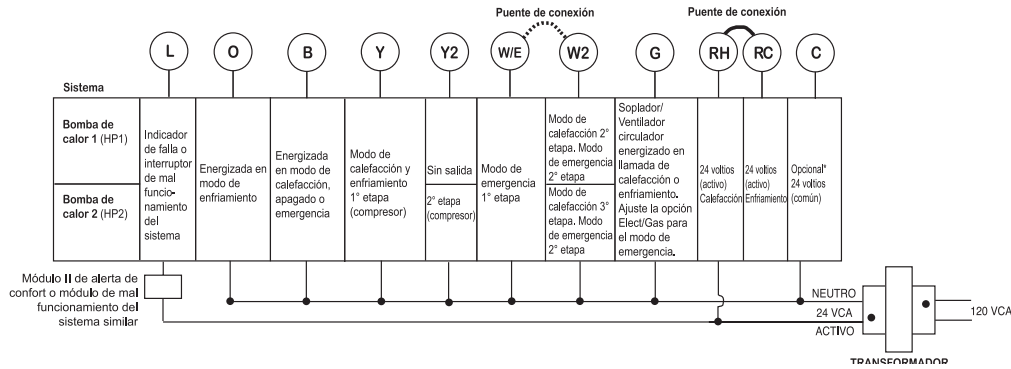 Puente de conexión
Puente de conexión
L
O
B
Y
Y2
W/E
W2
G
RH
RC
C
Sistema
Bomba de
calor 1 (HP1)
Bomba de
calor 2 (HP2)
Indicador
de falla o
interruptor
de mal
funcio-
namiento
del
sistema
Energizada en
modo de
enfriamiento
Energizada
en modo de
calefacción,
apagado o
emergencia
Modo de
calefacción y
enfriamiento
1° etapa
(compresor)
Sin salida
2° etapa
(compresor)
Modo de
emergencia
1° etapa
Modo de
calefacción 2°
etapa. Modo
de emergencia
2° etapa
Modo de
calefacción 3°
etapa. Modo
de emergencia
2° etapa
Soplador/
Ventilador
circulador
energizado en
llamada de
calefacción o
enfriamiento.
Ajuste la opción
Elect/Gas para
el modo de
emergencia.
24 voltios
(activo)
Calefacción
24 voltios
(activo)
Enfriamiento
Opcional*
24 voltios
(común)
Módulo II de alerta de
confort o módulo de mal
funcionamiento del
sistema similar
NEUTRO
24 VCA
ACTIVO
120 VCA
TRANSFORMADOR